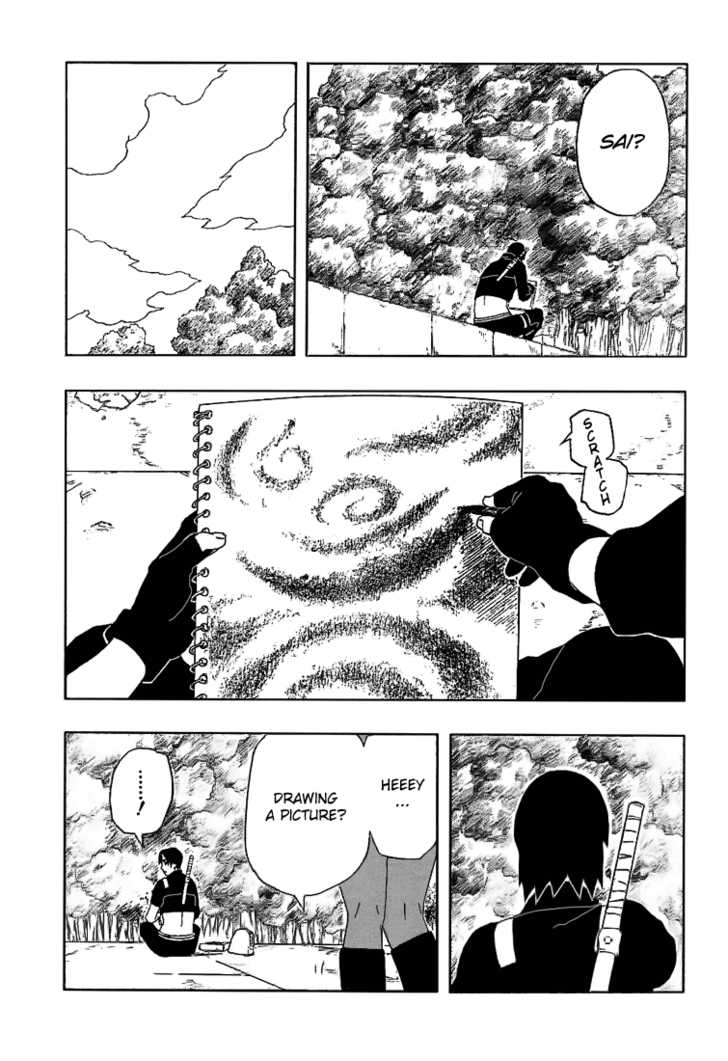 SAI?
SCRATCH
HEEEY
...
DRAWING
A PICTURE?
......!